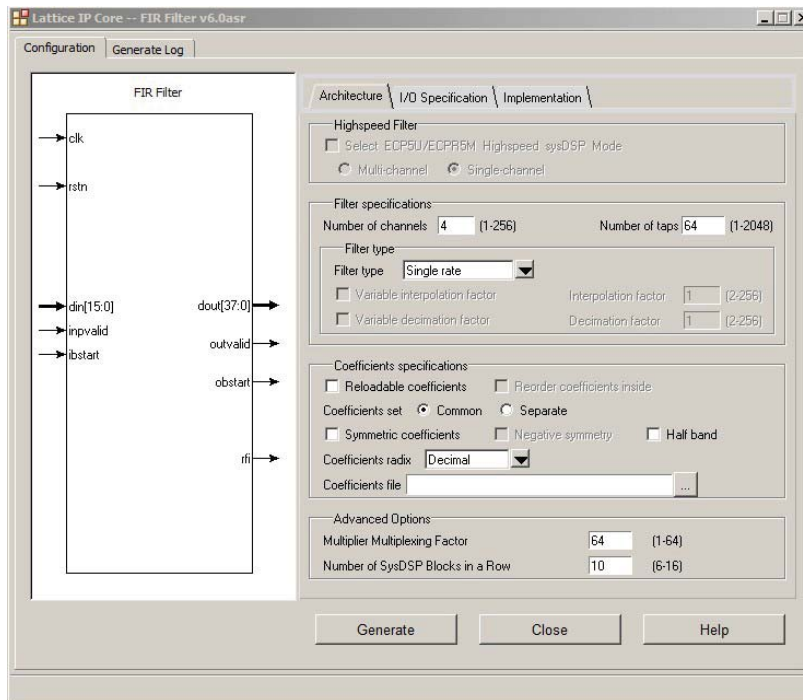 Lattice IP Core -- FIR Filter v6.0asr
Configuration Generate Log
FIR Filter
clk
rstn
din[15:0] dout[37:0]
inpvalid
outvalid
ibstart
obstart
rfi
Architecture I/O Specification Implementation
Highspeed Filter
Select ECP5U/ECPR5M Highspeed sysDSP Mode
Multi-channel Single-channel
Filter specifications
Number of channels 4 (1-256) Number of taps 64 (1-2048)
Filter type
Filter type Single rate
Variable interpolation factor Interpolation factor 1 (2-256)
Variable decimation factor Decimation factor 1 (2-256)
Coefficients specifications
Reloadable coefficients Reorder coefficients inside
Coefficients set Common Separate
Symmetric coefficients Negative symmetry Half band
Coefficients radix Decimal
Coefficients file ...
Advanced Options
Multiplier Multiplexing Factor 64 (1-64)
Number of SysDSP Blocks in a Row 10 (6-16)
Generate Close Help